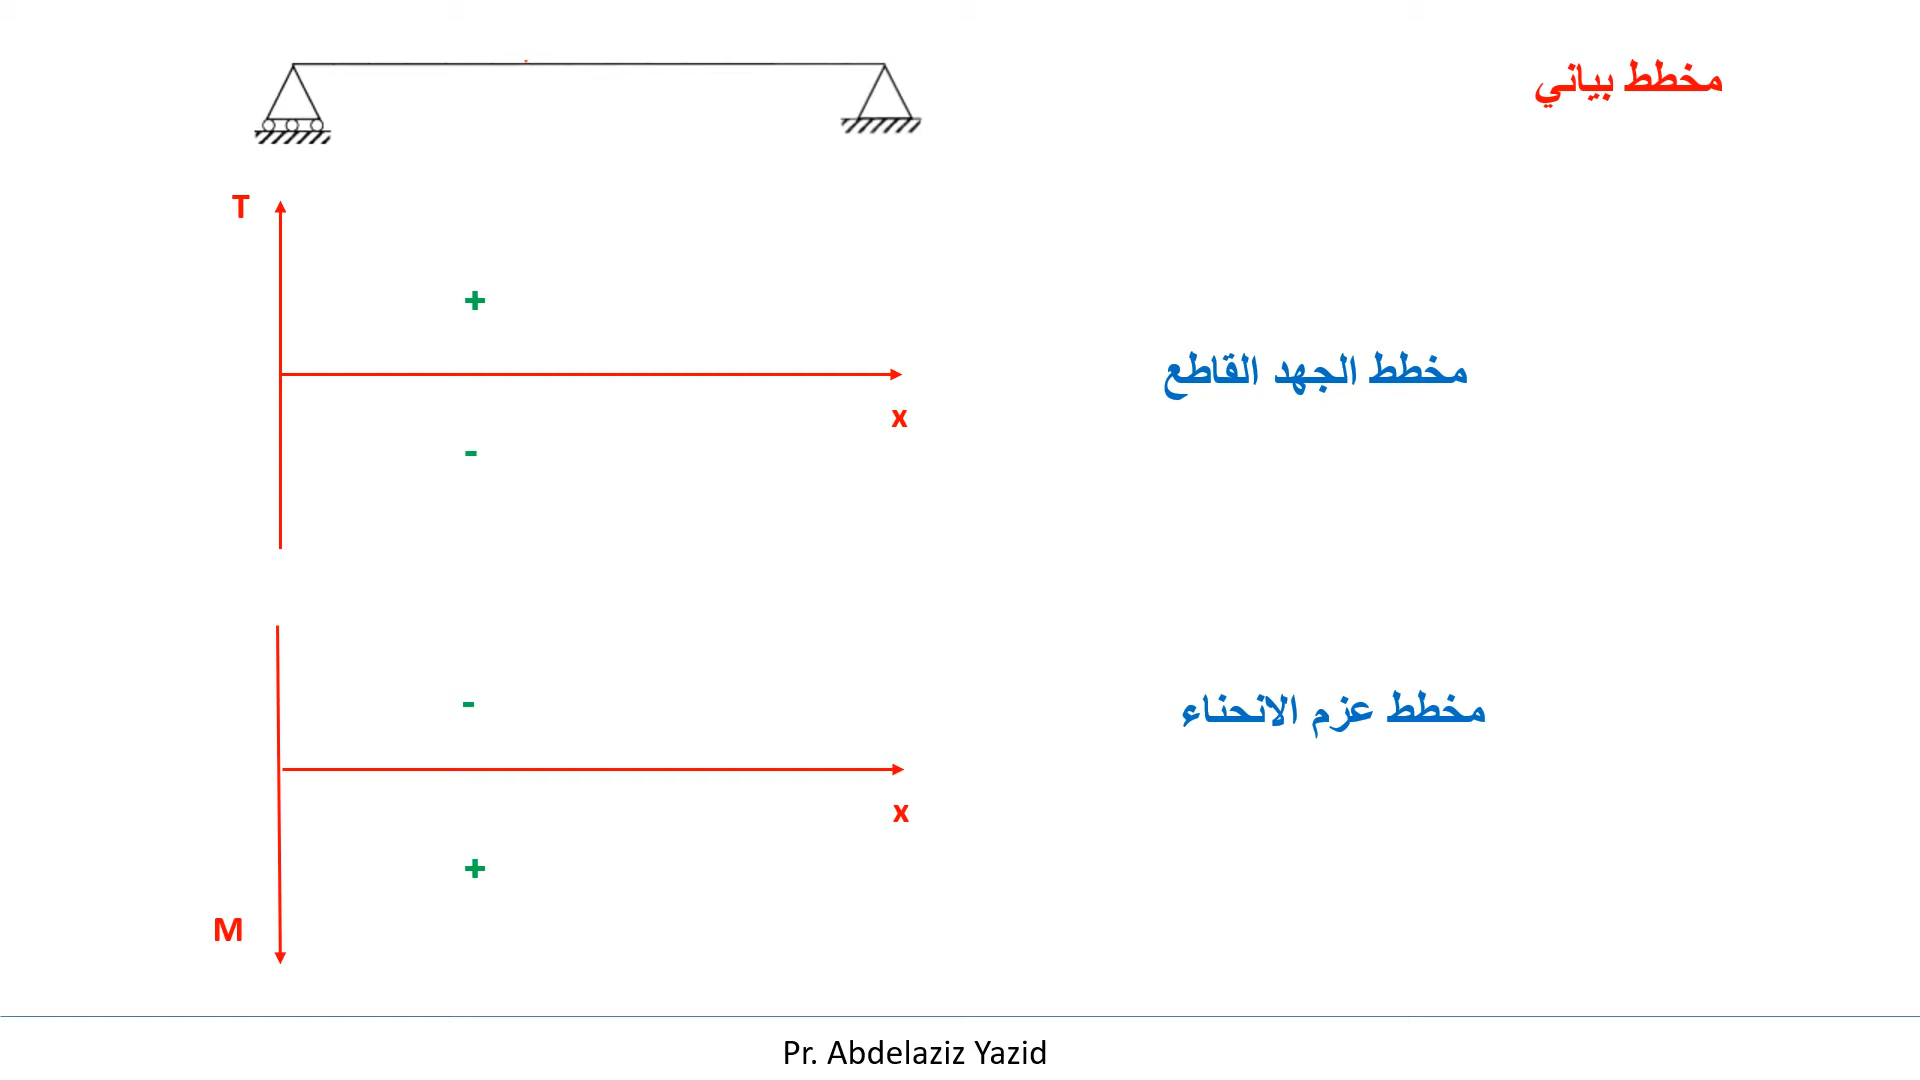 مخطط بياني
T
+
مخطط الجهد القاطع
x
-
-
مخطط عزم الانحناء
x
+
M
Pr. Abdelaziz Yazid